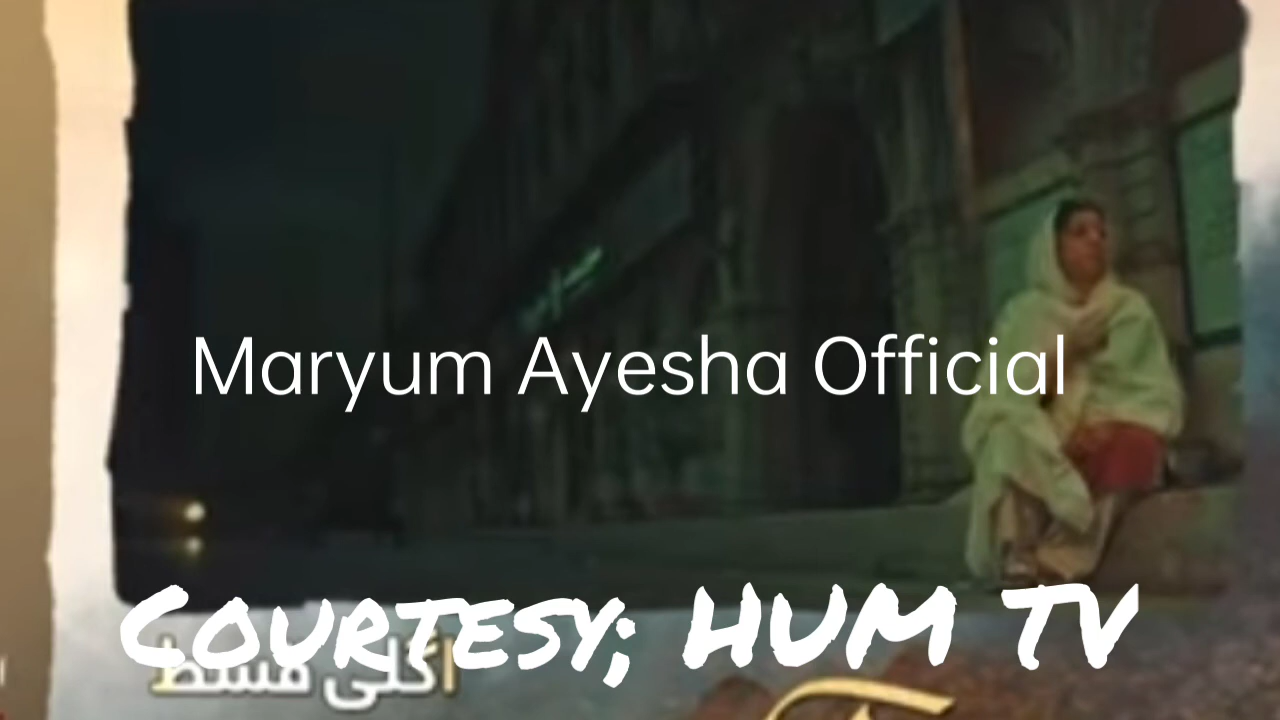 Maryum Ayesha Official
COURTESY; HUM TV
اگلی قسط